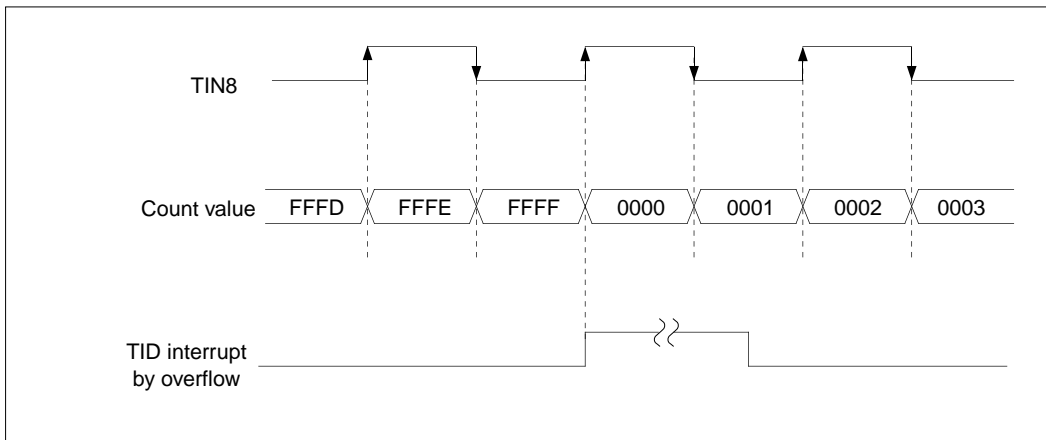 TIN8
Count value
FFFD FFFE FFFF 0000 0001 0002 0003
TID interrupt
by overflow